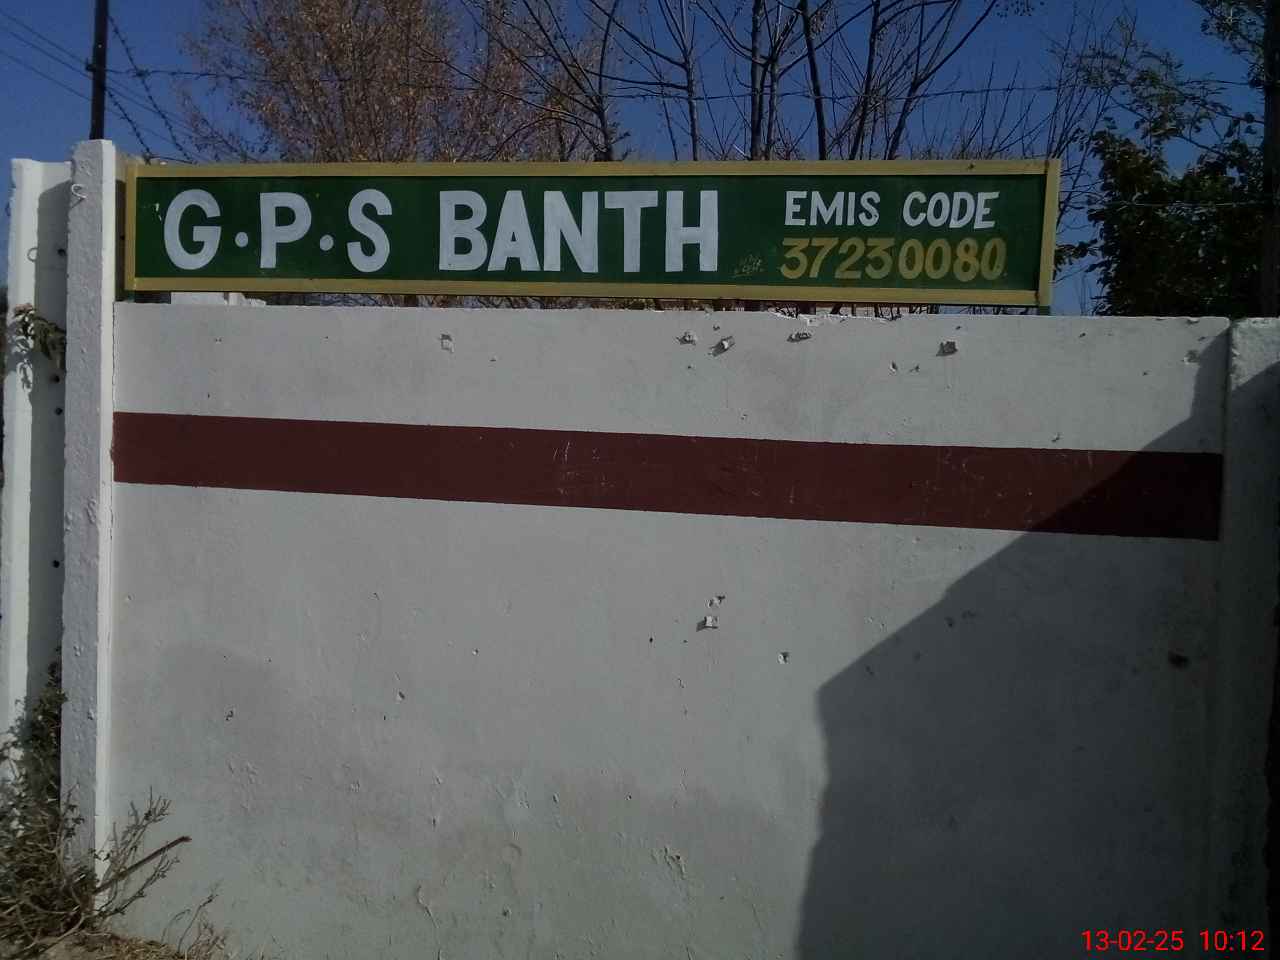 G.P.S BANTH
EMIS CODE
37230080
13-02-25 10:12